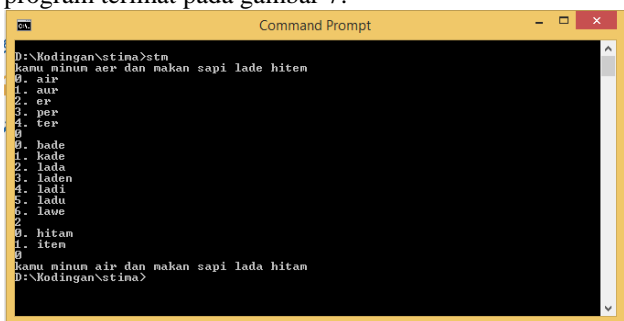 program terlihat pada gambar 7.
Command Prompt
D:\Kodingan\stima>stm
kamu minum aer dan makan sapi lade hitem
0. air
1. aur
2. er
3. per
4. ter
0
0. bade
1. kade
2. lada
3. laden
4. ladi
5. ladu
6. lawe
2
0. hitam
1. item
0
kamu minum air dan makan sapi lada hitam
D:\Kodingan\stima>